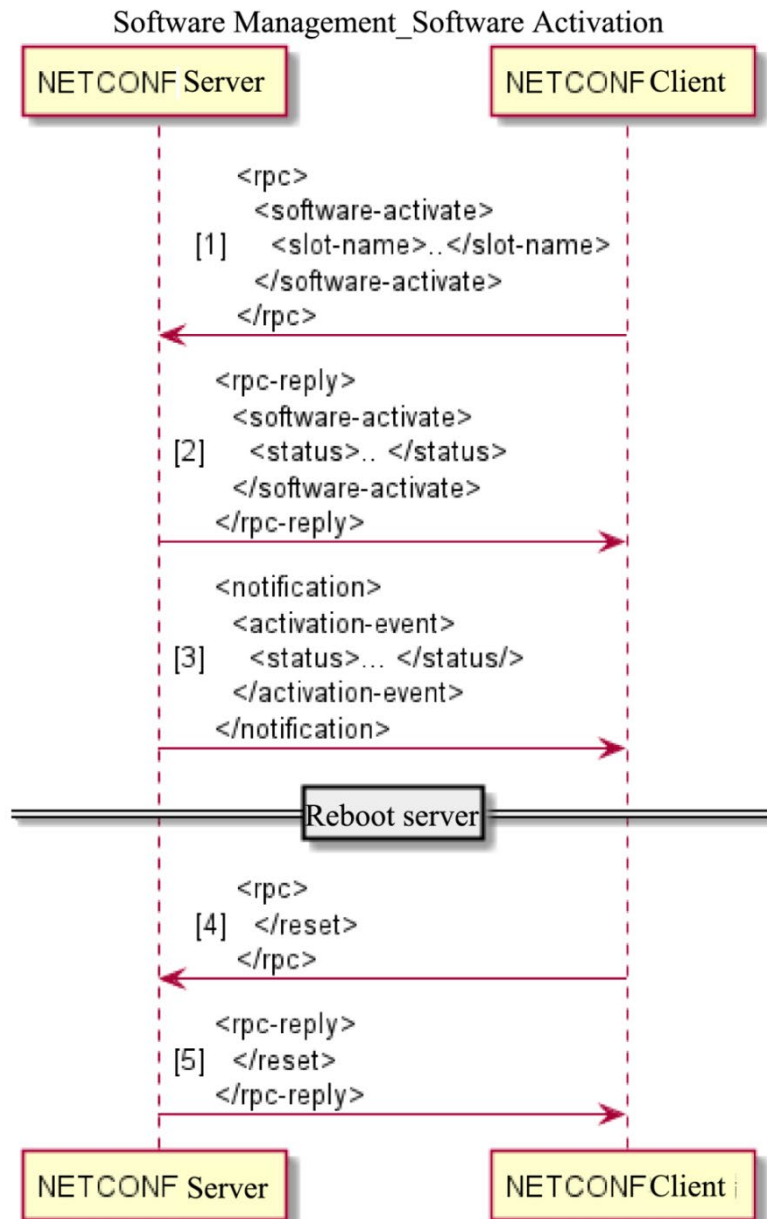 Software Management_Software Activation
NETCONF Server
NETCONF Client
<rpc>
<software-activate>
[1] <slot-name>..</slot-name>
</software-activate>
</rpc>
<rpc-reply>
<software-activate>
[2] <status>.. </status>
</software-activate>
</rpc-reply>
<notification>
<activation-event>
[3] <status>... </status/>
</activation-event>
</notification>
Reboot server
<rpc>
[4] </reset>
</rpc>
<rpc-reply>
[5] </reset>
</rpc-reply>
NETCONF Server
NETCONF Client